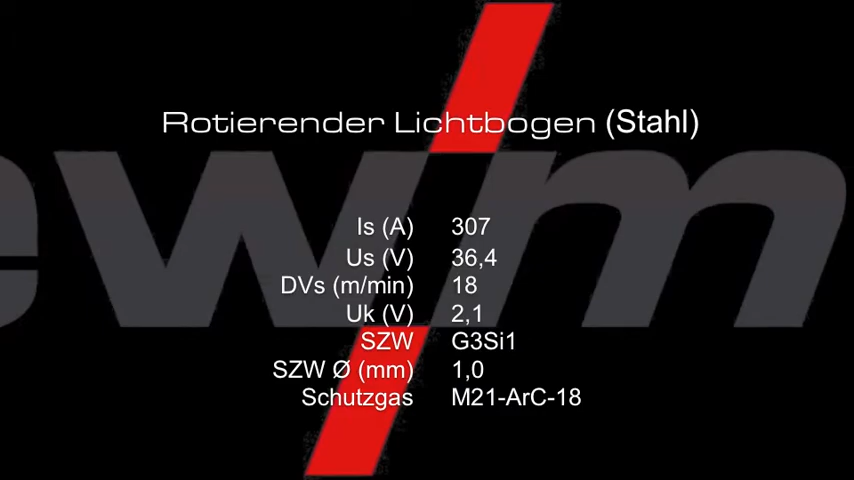 Rotierender Lichtbogen (Stahl)
ewm
Is (A) 307
Us (V) 36,4
DVs (m/min) 18
Uk (V) 2,1
SZW G3Si1
SZW Ø (mm) 1,0
Schutzgas M21-ArC-18